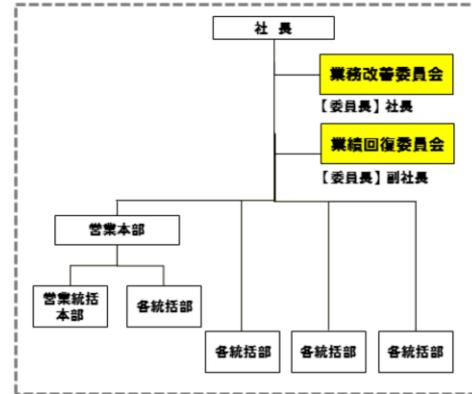 社 長
業務改善委員会
【委員長】社長
業績回復委員会
【委員長】副社長
営業本部
営業統括
本部
各統括部
各統括部
各統括部
各統括部